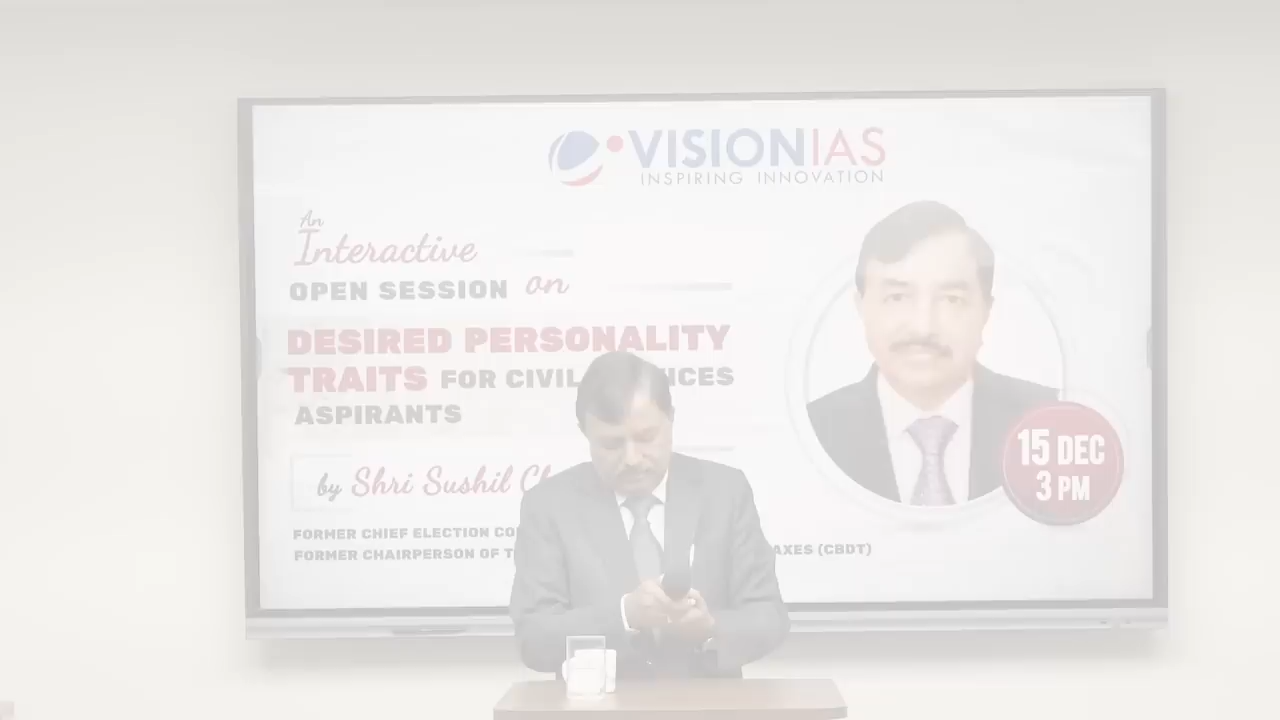 VISIONIAS
INSPIRING INNOVATION
An
Interactive
OPEN SESSION on
DESIRED PERSONALITY
TRAITS FOR CIVIL
ASPIRANTS
by Shri Sushil
15 DEC
3 PM
FORMER CHIEF ELECTION
FORMER CHAIRPERSON OF (CBDT)